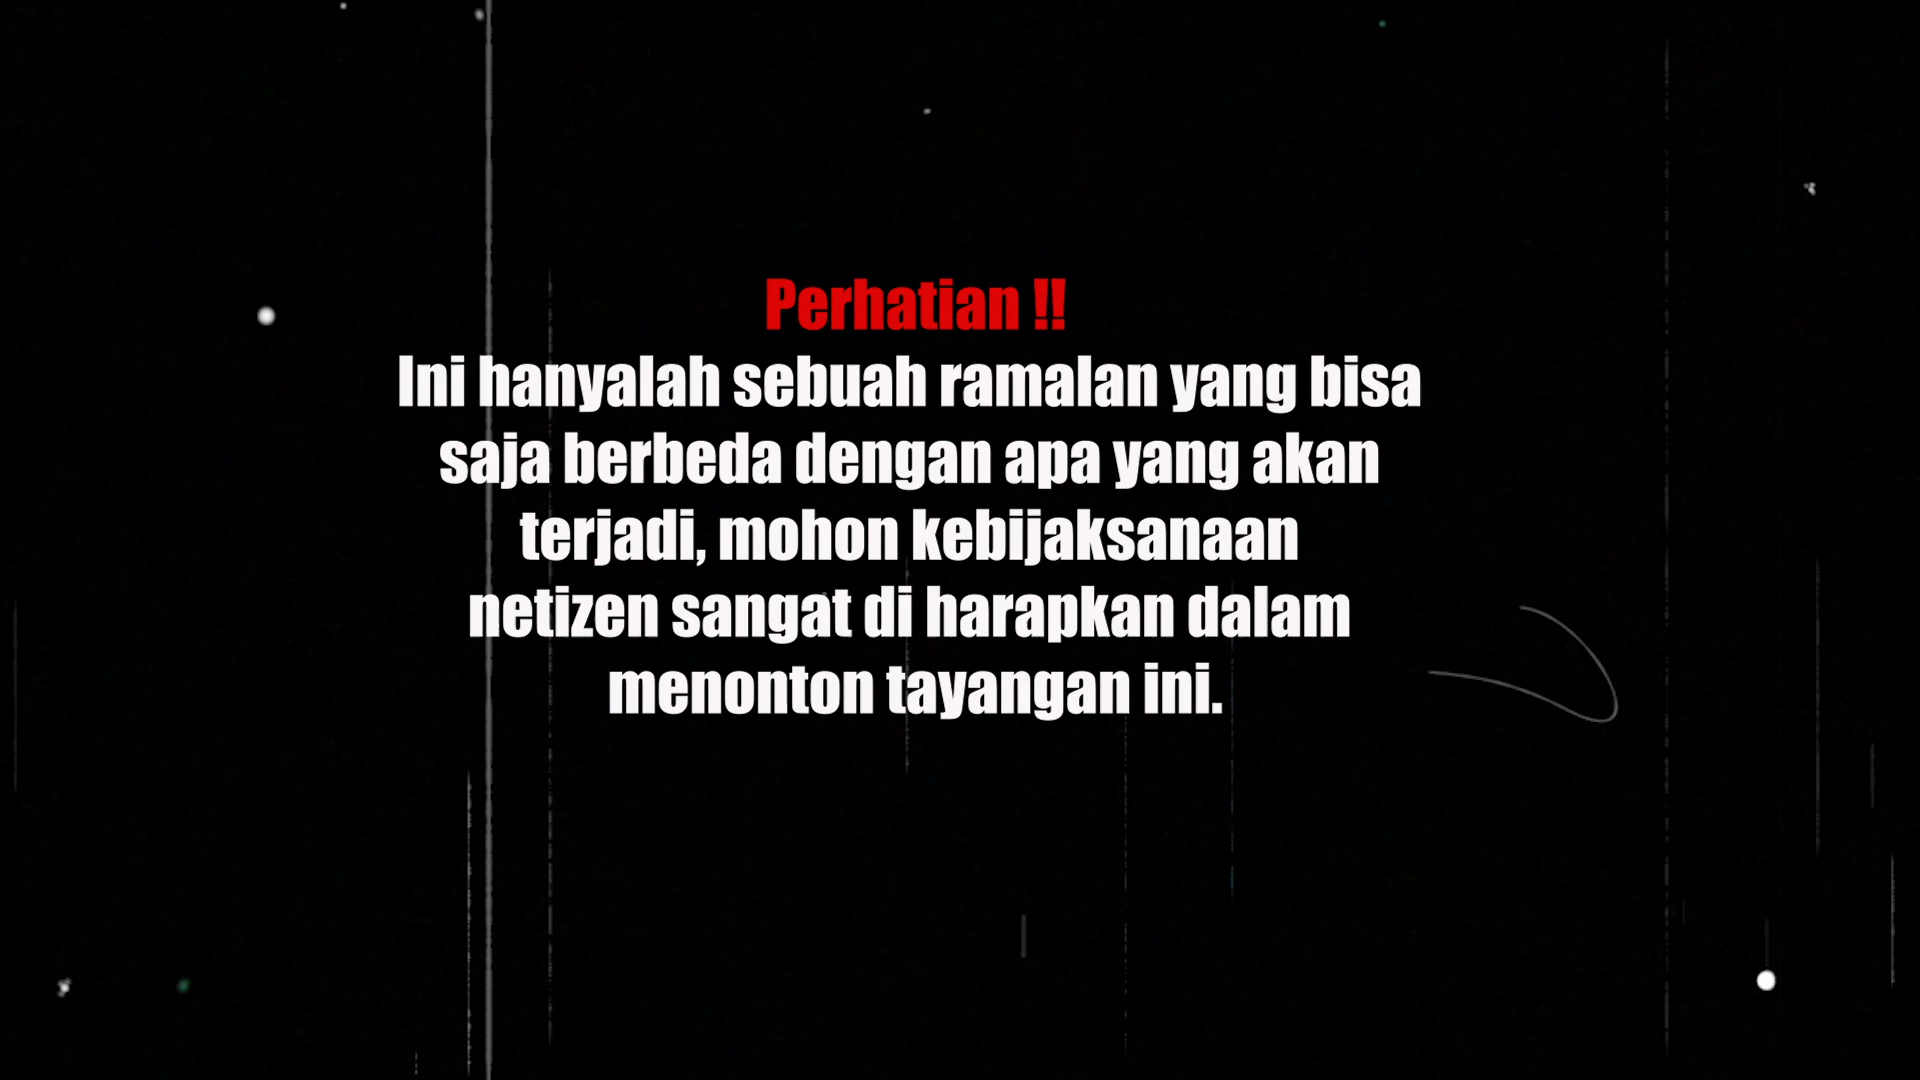 Perhatian !!
Ini hanyalah sebuah ramalan yang bisa
saja berbeda dengan apa yang akan
terjadi, mohon kebijaksanaan
netizen sangat di harapkan dalam
menonton tayangan ini.